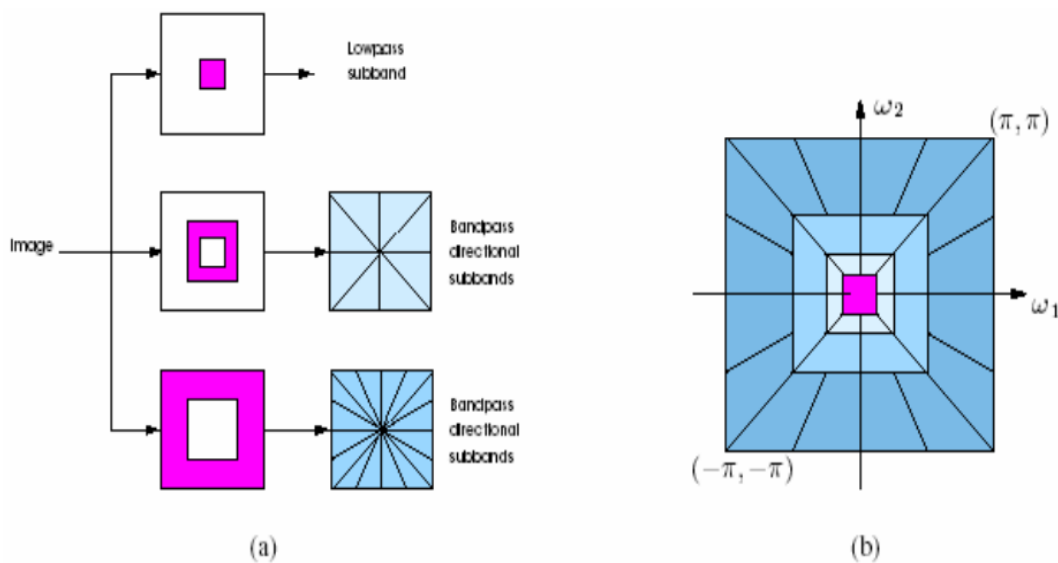 Lowpass
subband
Image
Bandpass
directional
subbands
Bandpass
directional
subbands
(a)
ω₂
(π, π)
ω₁
(−π, −π)
(b)